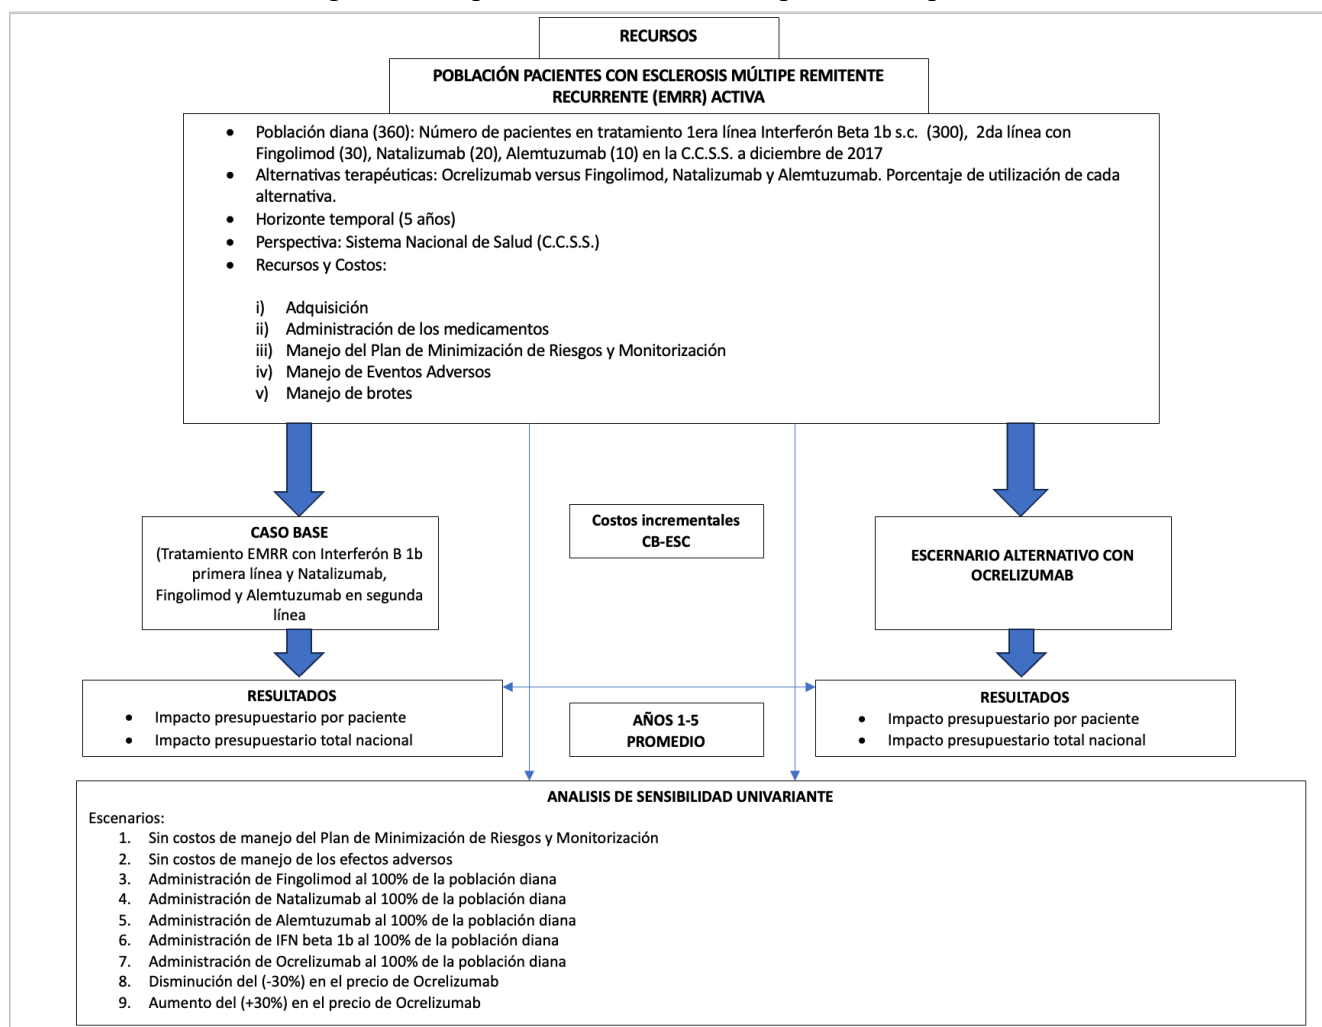 RECURSOS
POBLACIÓN PACIENTES CON ESCLEROSIS MÚLTIPE REMITENTE
RECURRENTE (EMRR) ACTIVA
• Población diana (360): Número de pacientes en tratamiento 1era línea Interferón Beta 1b s.c. (300), 2da línea con
Fingolimod (30), Natalizumab (20), Alemtuzumab (10) en la C.C.S.S. a diciembre de 2017
• Alternativas terapéuticas: Ocrelizumab versus Fingolimod, Natalizumab y Alemtuzumab. Porcentaje de utilización de cada
alternativa.
• Horizonte temporal (5 años)
• Perspectiva: Sistema Nacional de Salud (C.C.S.S.)
• Recursos y Costos:
i) Adquisición
ii) Administración de los medicamentos
iii) Manejo del Plan de Minimización de Riesgos y Monitorización
iv) Manejo de Eventos Adversos
v) Manejo de brotes
CASO BASE
(Tratamiento EMRR con Interferón B 1b
primera línea y Natalizumab,
Fingolimod y Alemtuzumab en segunda
línea
Costos incrementales
CB-ESC
ESCERNARIO ALTERNATIVO CON
OCRELIZUMAB
RESULTADOS
• Impacto presupuestario por paciente
• Impacto presupuestario total nacional
AÑOS 1-5
PROMEDIO
RESULTADOS
• Impacto presupuestario por paciente
• Impacto presupuestario total nacional
ANALISIS DE SENSIBILIDAD UNIVARIANTE
Escenarios:
1. Sin costos de manejo del Plan de Minimización de Riesgos y Monitorización
2. Sin costos de manejo de los efectos adversos
3. Administración de Fingolimod al 100% de la población diana
4. Administración de Natalizumab al 100% de la población diana
5. Administración de Alemtuzumab al 100% de la población diana
6. Administración de IFN beta 1b al 100% de la población diana
7. Administración de Ocrelizumab al 100% de la población diana
8. Disminución del (-30%) en el precio de Ocrelizumab
9. Aumento del (+30%) en el precio de Ocrelizumab